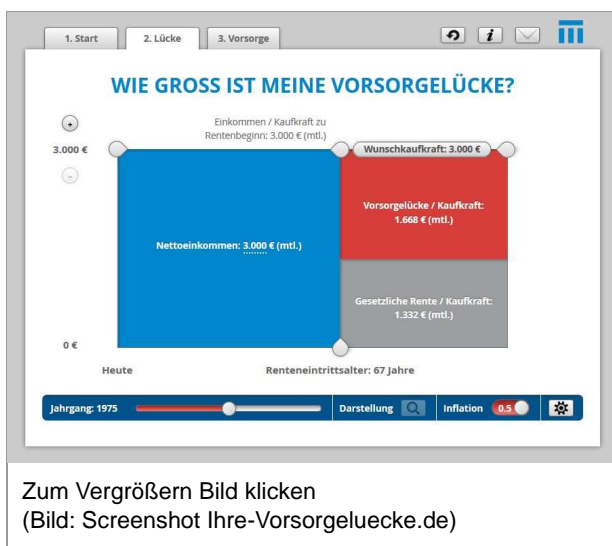 1. Start
2. Lücke
3. Vorsorge
i
WIE GROSS IST MEINE VORSORGELÜCKE?
+
Einkommen / Kaufkraft zu
Rentenbeginn: 3.000 € (mtl.)
3.000 €
Wunschkaufkraft: 3.000 €
-
Vorsorgelücke / Kaufkraft:
1.668 € (mtl.)
Nettoeinkommen: 3.000 € (mtl.)
Gesetzliche Rente / Kaufkraft:
1.332 € (mtl.)
0 €
Heute
Renteneintrittsalter: 67 Jahre
Jahrgang: 1975
Darstellung
Inflation
0.5
Zum Vergrößern Bild klicken
(Bild: Screenshot Ihre-Vorsorgeluecke.de)